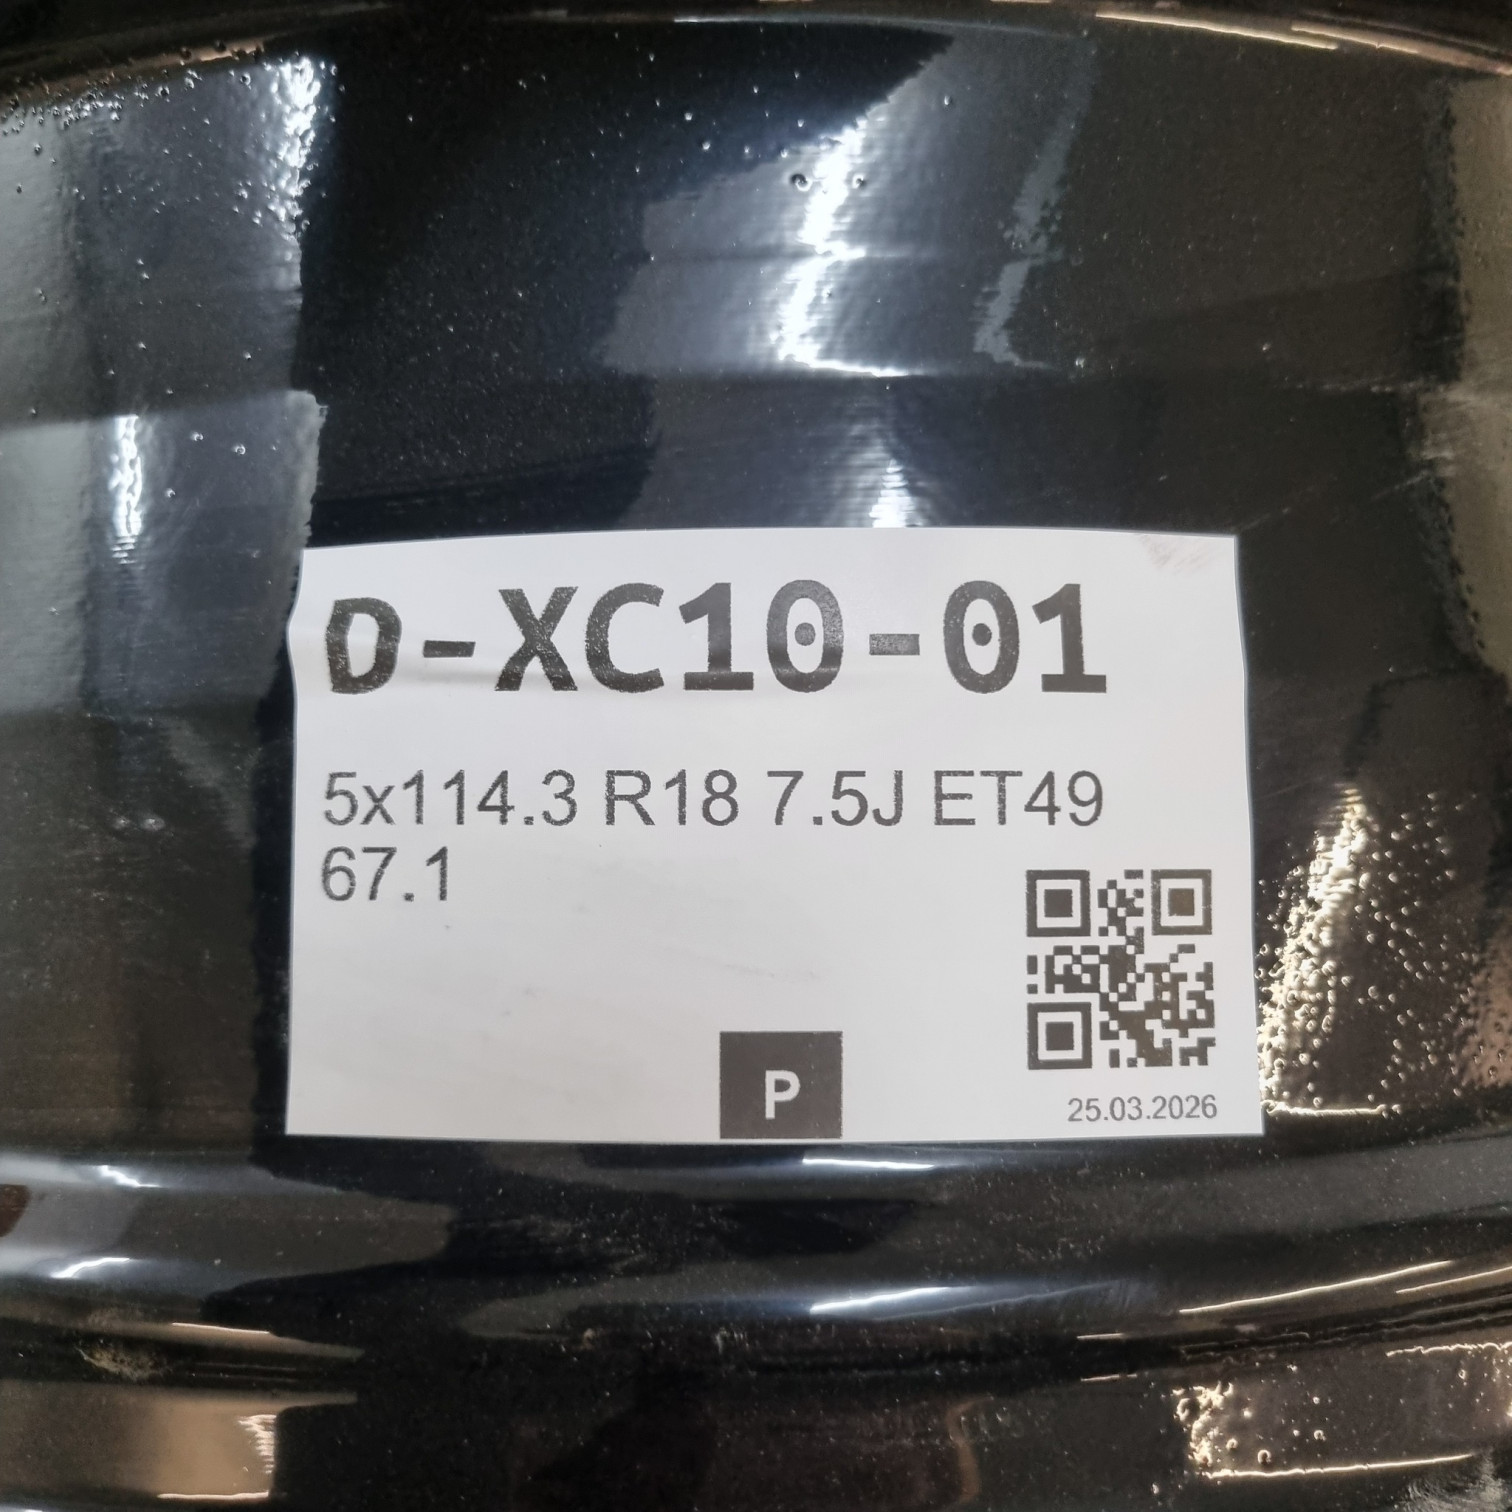 D-XC10-01
5x114.3 R18 7.5J ET49
67.1
P
25.03.2026